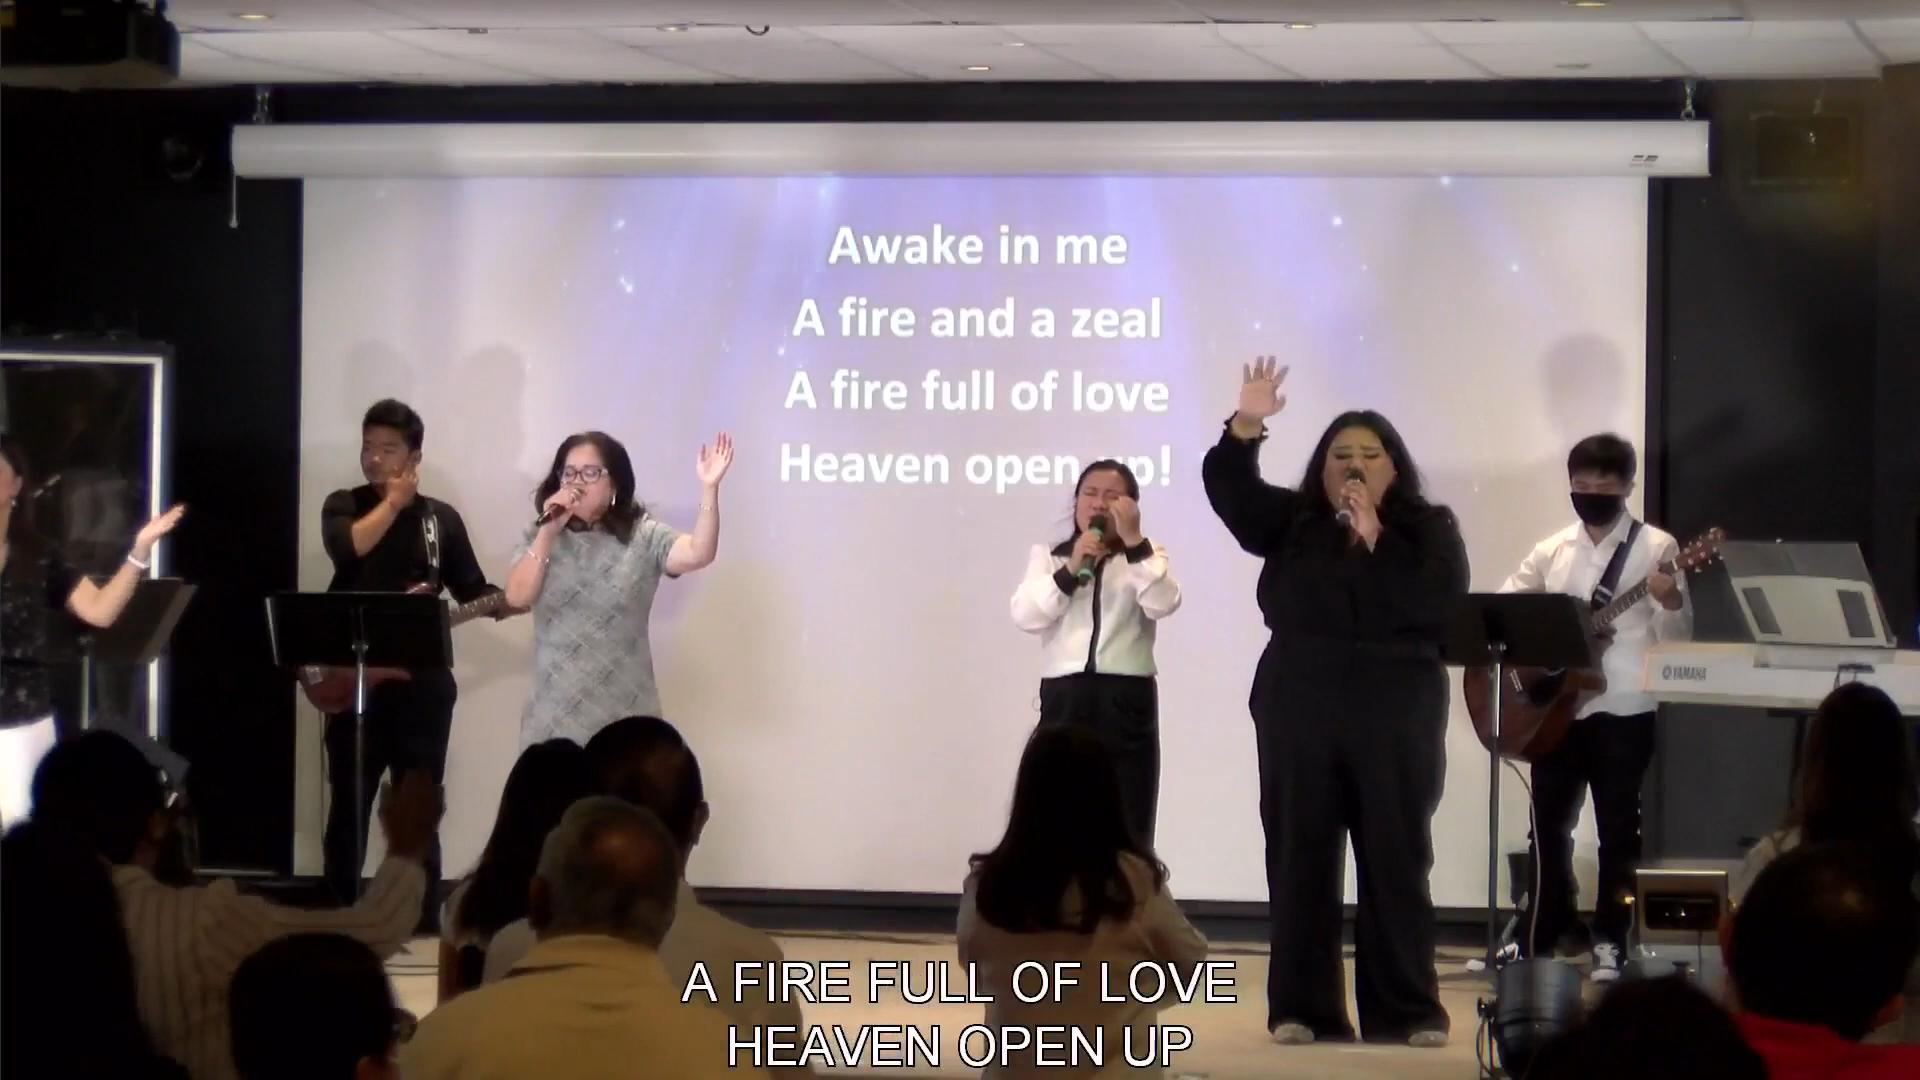 Awake in me
A fire and a zeal
A fire full of love
Heaven open up!
YAMAHA
A FIRE FULL OF LOVE
HEAVEN OPEN UP